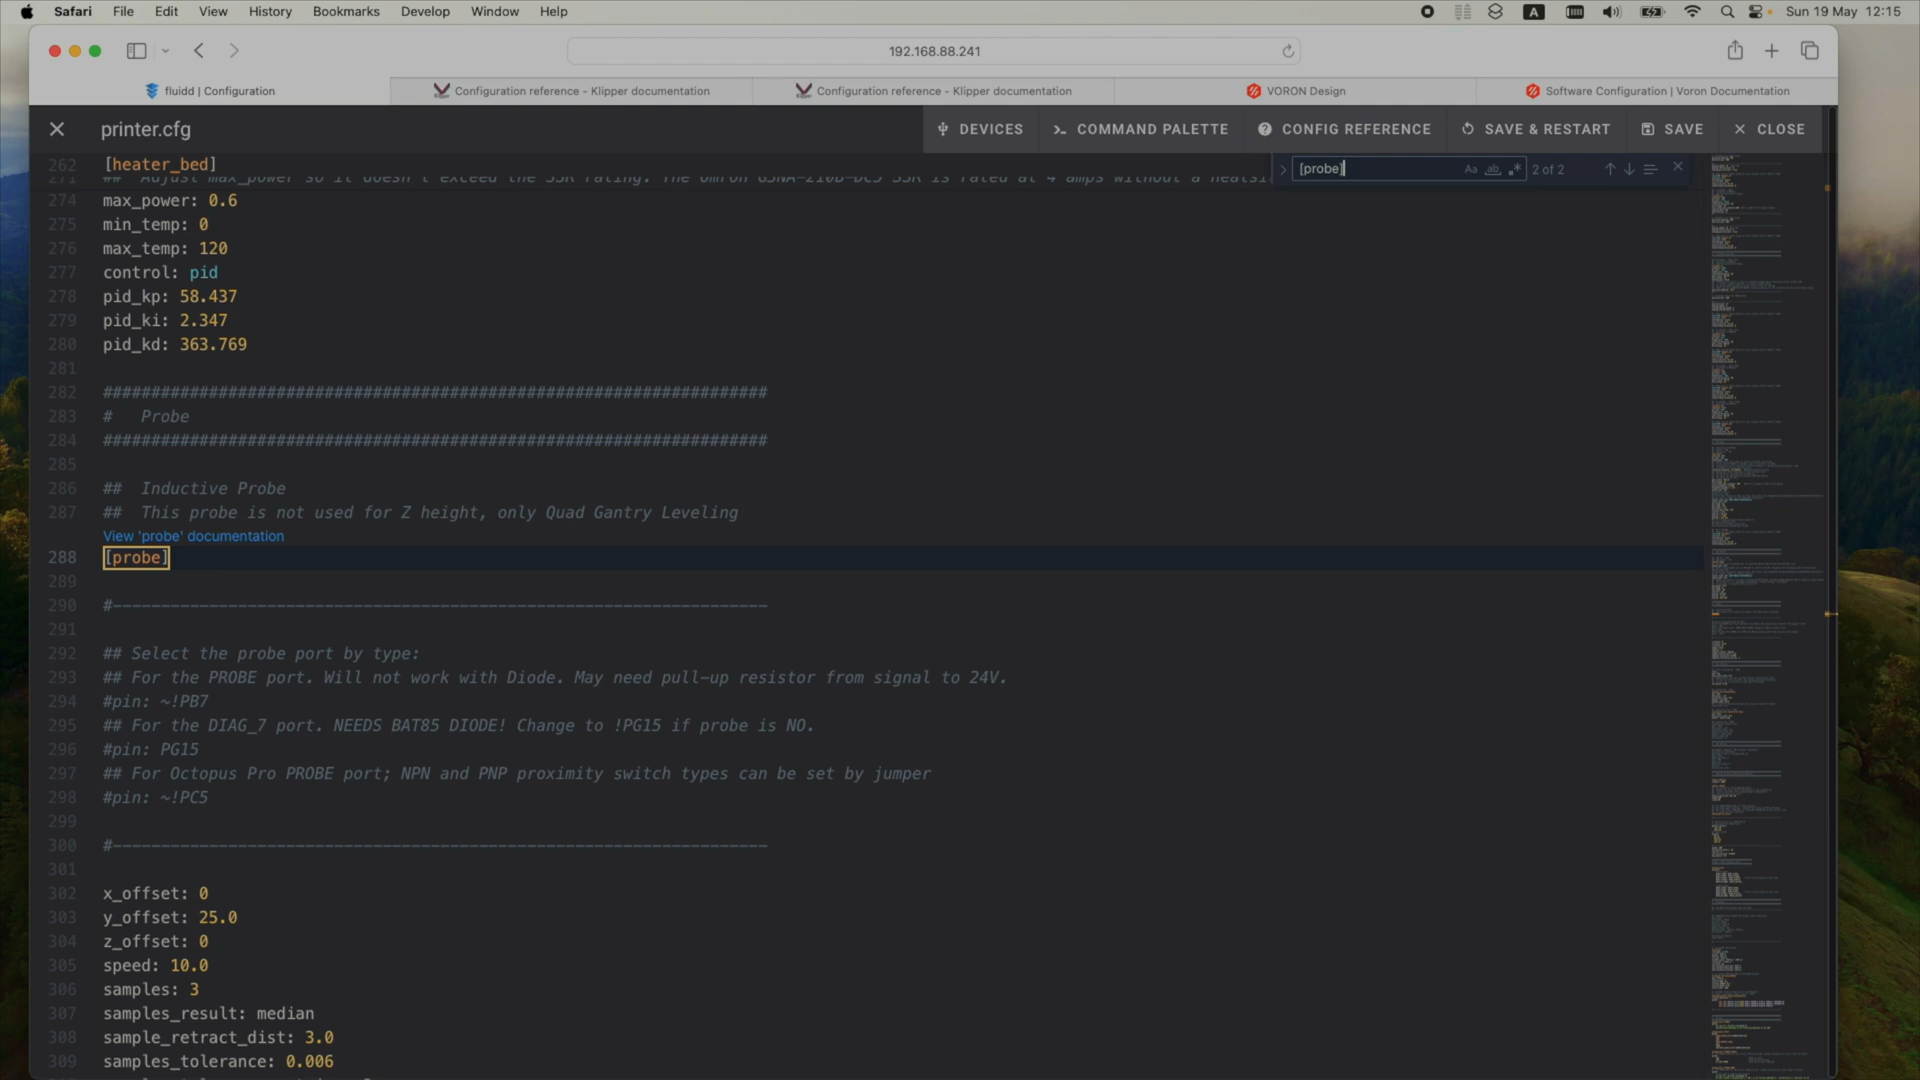 Safari File Edit View History Bookmarks Develop Window Help A Sun 19 May 12:15
192.168.88.241
fluidd | Configuration Configuration reference – Klipper documentation Configuration reference – Klipper documentation VORON Design Software Configuration | Voron Documentation
printer.cfg DEVICES COMMAND PALETTE CONFIG REFERENCE SAVE & RESTART SAVE CLOSE
262 [heater_bed]
[probe] Aa ab .* 2 of 2
## Adjust max_power so it doesn't exceed the SSR rating. The Omron G3NA-210B-DC5 SSR is rated at 4 amps without a
274 max_power: 0.6
275 min_temp: 0
276 max_temp: 120
277 control: pid
278 pid_kp: 58.437
279 pid_ki: 2.347
280 pid_kd: 363.769
281
282 #####################################################################
283 #   Probe
284 #####################################################################
285
286 ##  Inductive Probe
287 ##  This probe is not used for Z height, only Quad Gantry Leveling
View 'probe' documentation
288 [probe]
289
290 #--------------------------------------------------------------------
291
292 ## Select the probe port by type:
293 ## For the PROBE port. Will not work with Diode. May need pull-up resistor from signal to 24V.
294 #pin: ~!PB7
295 ## For the DIAG_7 port. NEEDS BAT85 DIODE! Change to !PG15 if probe is NO.
296 #pin: PG15
297 ## For Octopus Pro PROBE port; NPN and PNP proximity switch types can be set by jumper
298 #pin: ~!PC5
299
300 #--------------------------------------------------------------------
301
302 x_offset: 0
303 y_offset: 25.0
304 z_offset: 0
305 speed: 10.0
306 samples: 3
307 samples_result: median
308 sample_retract_dist: 3.0
309 samples_tolerance: 0.006